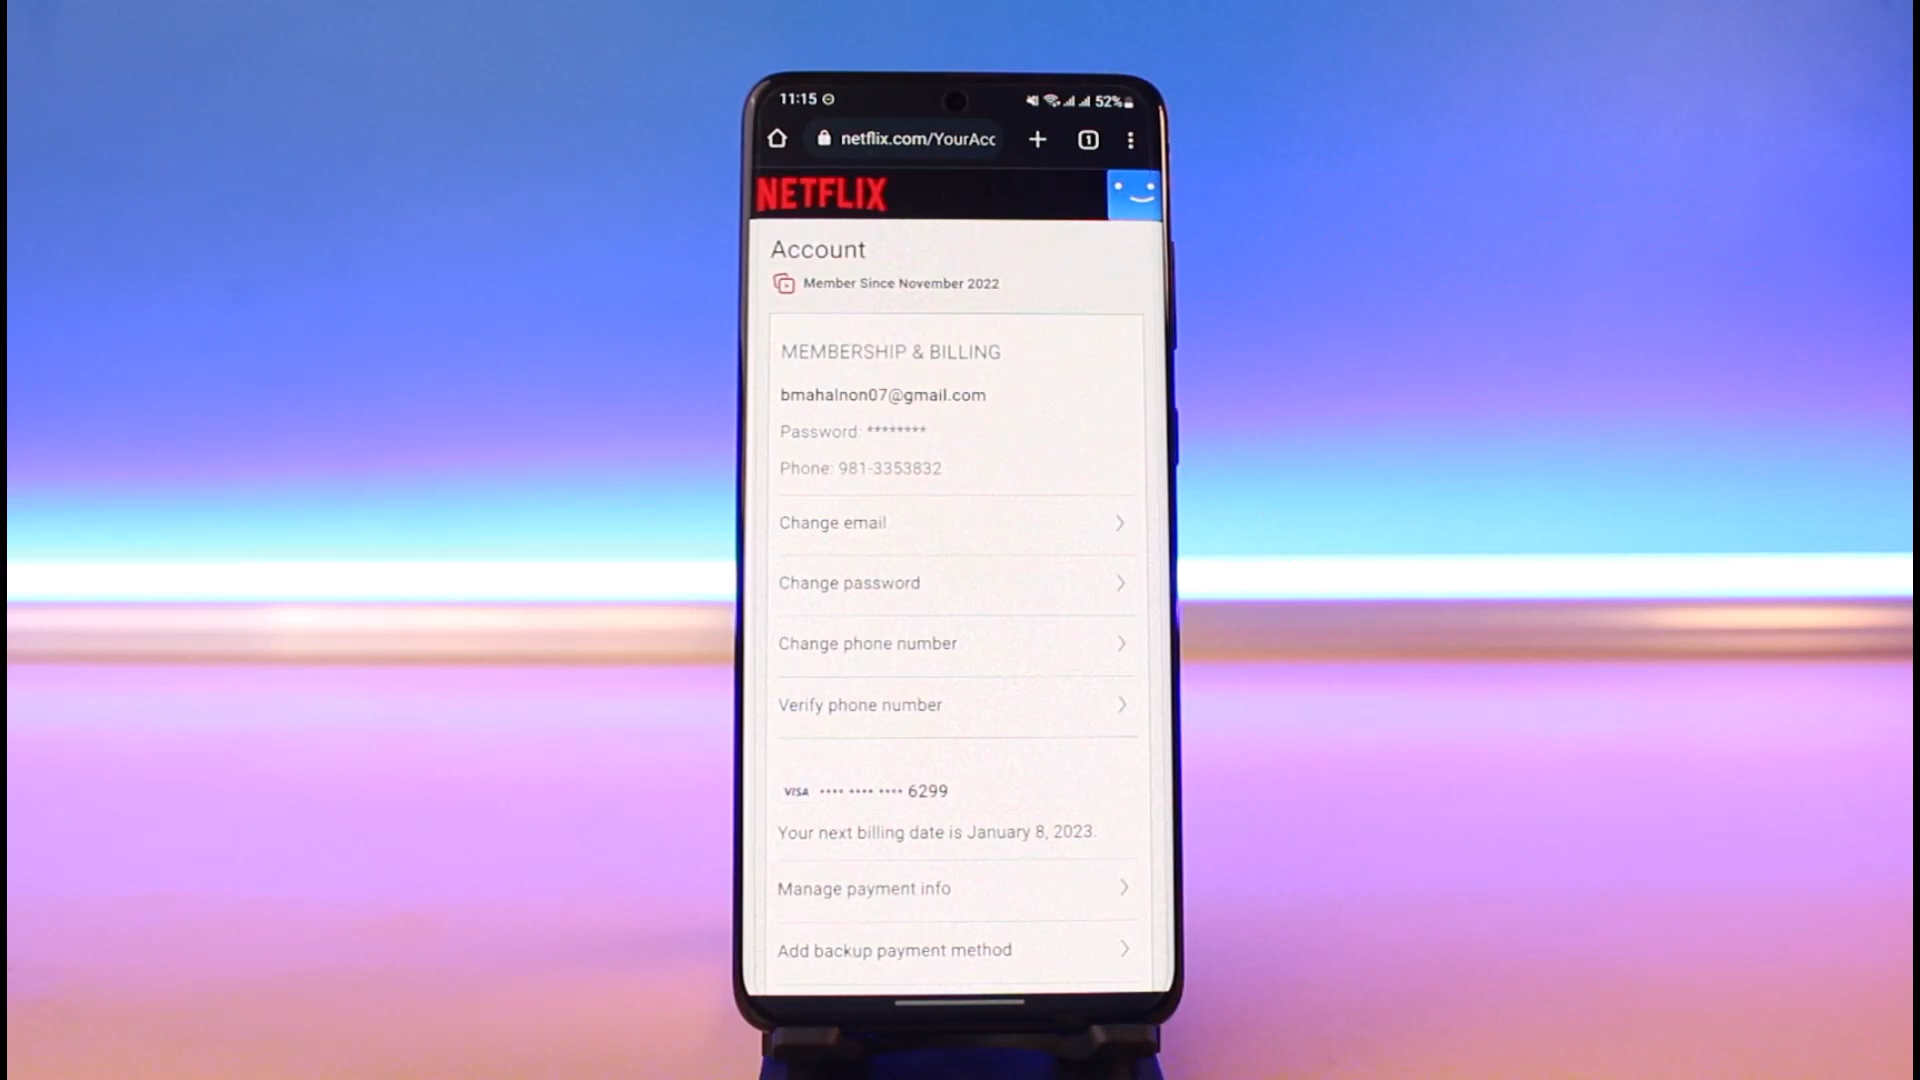 11:15 52%
netflix.com/YourAcc 1
NETFLIX
Account
Member Since November 2022
MEMBERSHIP & BILLING
bmahalnon07@gmail.com
Password: ********
Phone: 981-3353832
Change email
Change password
Change phone number
Verify phone number
VISA •••• •••• •••• 6299
Your next billing date is January 8, 2023.
Manage payment info
Add backup payment method